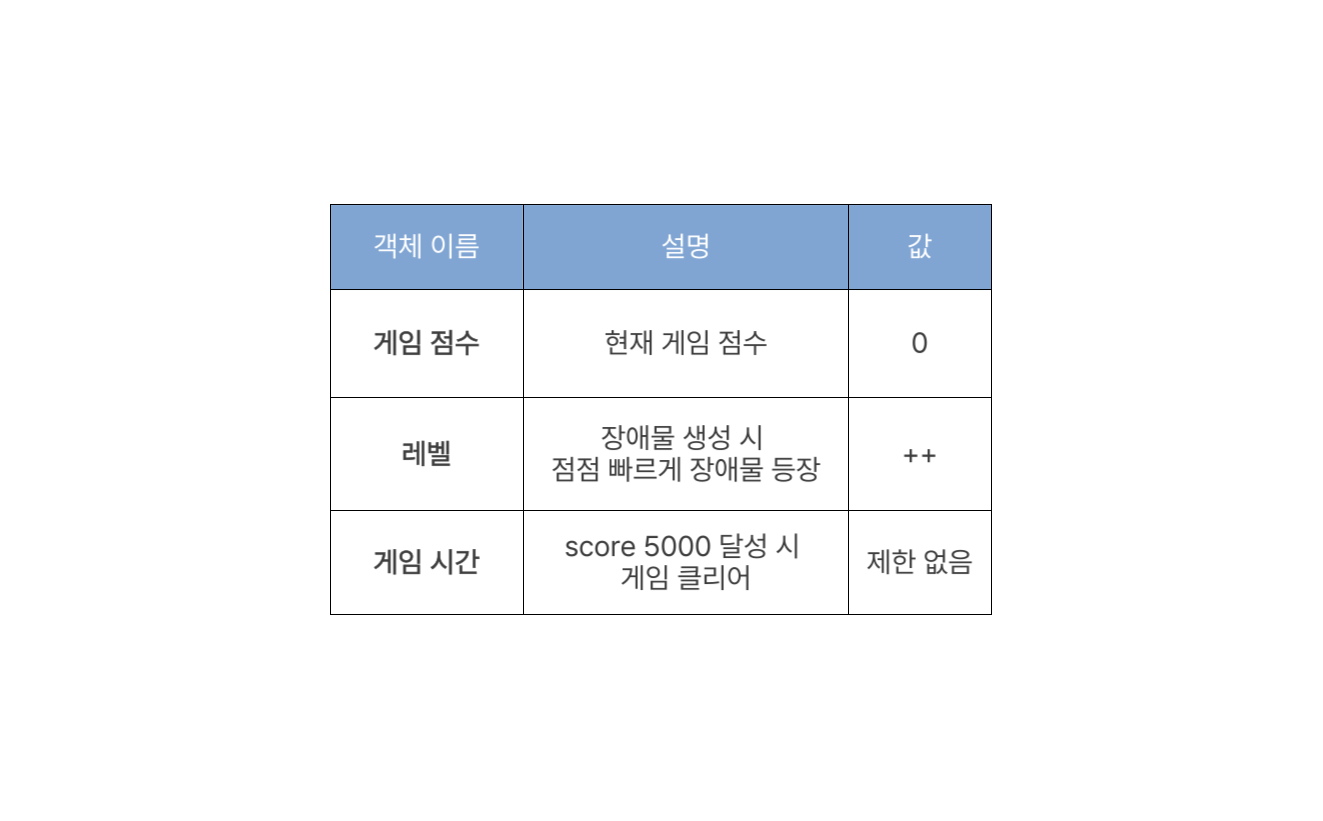 객체 이름
설명
값
게임 점수
현재 게임 점수
0
레벨
장애물 생성 시
점점 빠르게 장애물 등장
++
게임 시간
score 5000 달성 시
게임 클리어
제한 없음